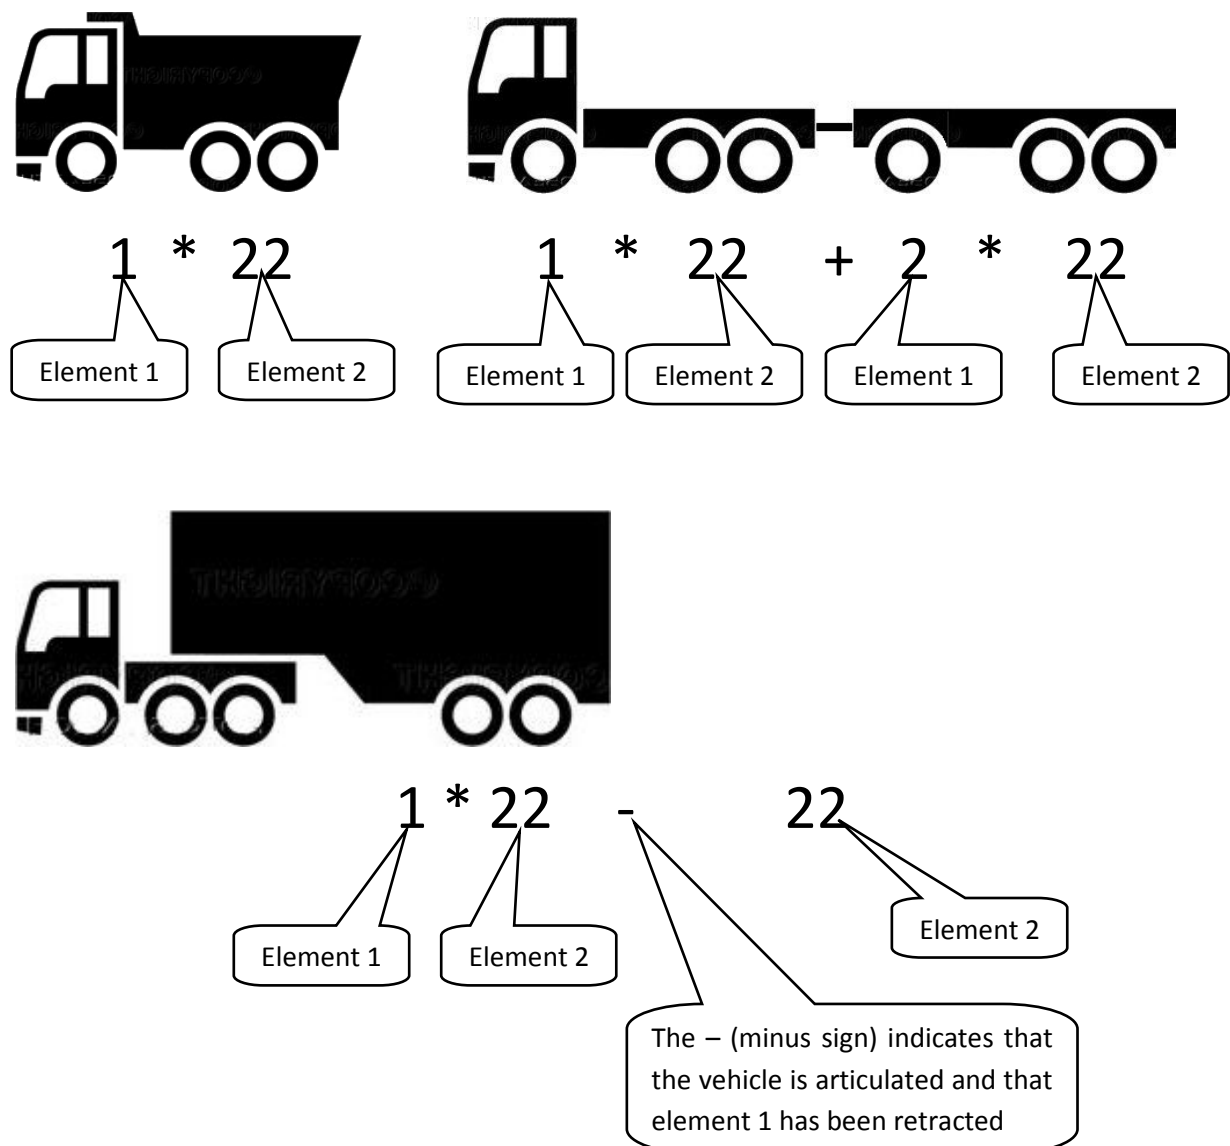 1 * 22
1 * 22 + 2 * 22
Element 1
Element 2
Element 1
Element 2
Element 1
Element 2
1 * 22 - 22
Element 1
Element 2
Element 2
The – (minus sign) indicates that
the vehicle is articulated and that
element 1 has been retracted